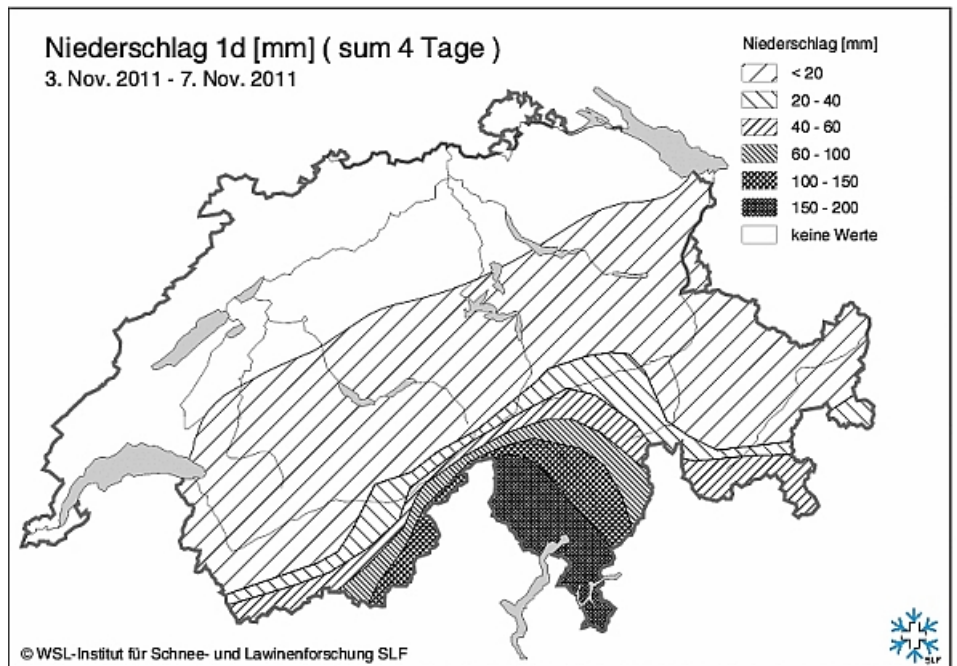 Niederschlag 1d [mm] ( sum 4 Tage )
3. Nov. 2011 - 7. Nov. 2011
Niederschlag [mm]
< 20
20 - 40
40 - 60
60 - 100
100 - 150
150 - 200
keine Werte
© WSL-Institut für Schnee- und Lawinenforschung SLF
SLF